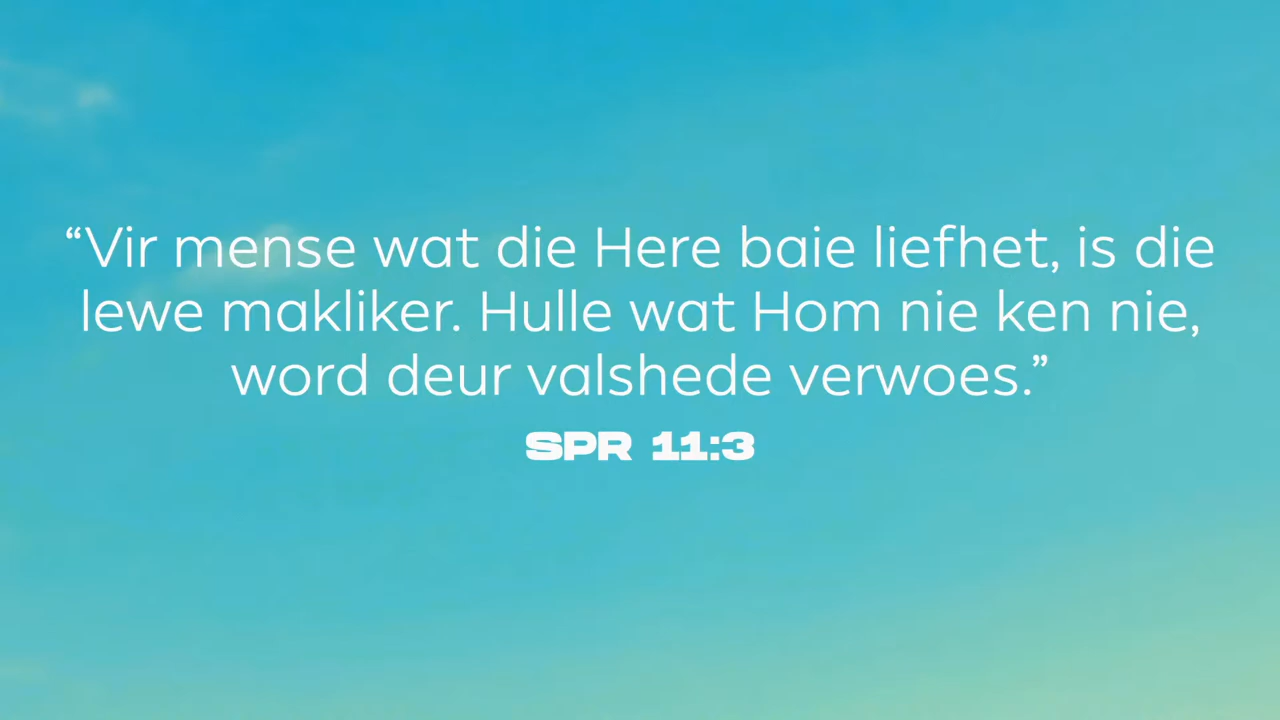 “Vir mense wat die Here baie liefhet, is die
lewe makliker. Hulle wat Hom nie ken nie,
word deur valshede verwoes.”
SPR 11:3